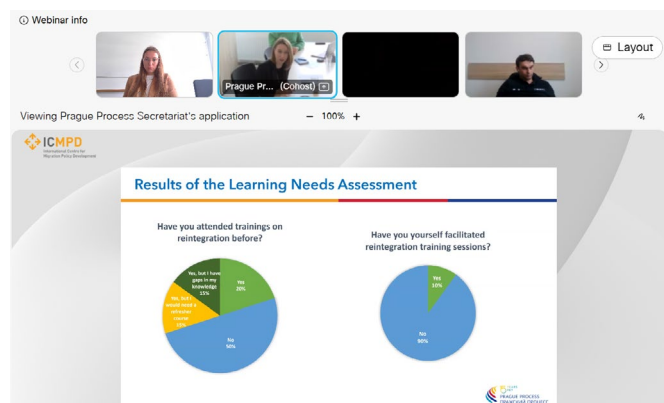 Webinar info
Layout
Prague Pr... (Cohost)
Viewing Prague Process Secretariat's application
− 100% +
ICMPD
International Centre for
Migration Policy Development
Results of the Learning Needs Assessment
Have you attended trainings on
reintegration before?
Yes, but I have
gaps in my
knowledge
15%
Yes
20%
Yes, but I
would need a
refresher
course
15%
No
50%
Have you yourself facilitated
reintegration training sessions?
Yes
10%
No
90%
PRAGUE PROCESS
ПРАЖСКИЙ ПРОЦЕСС